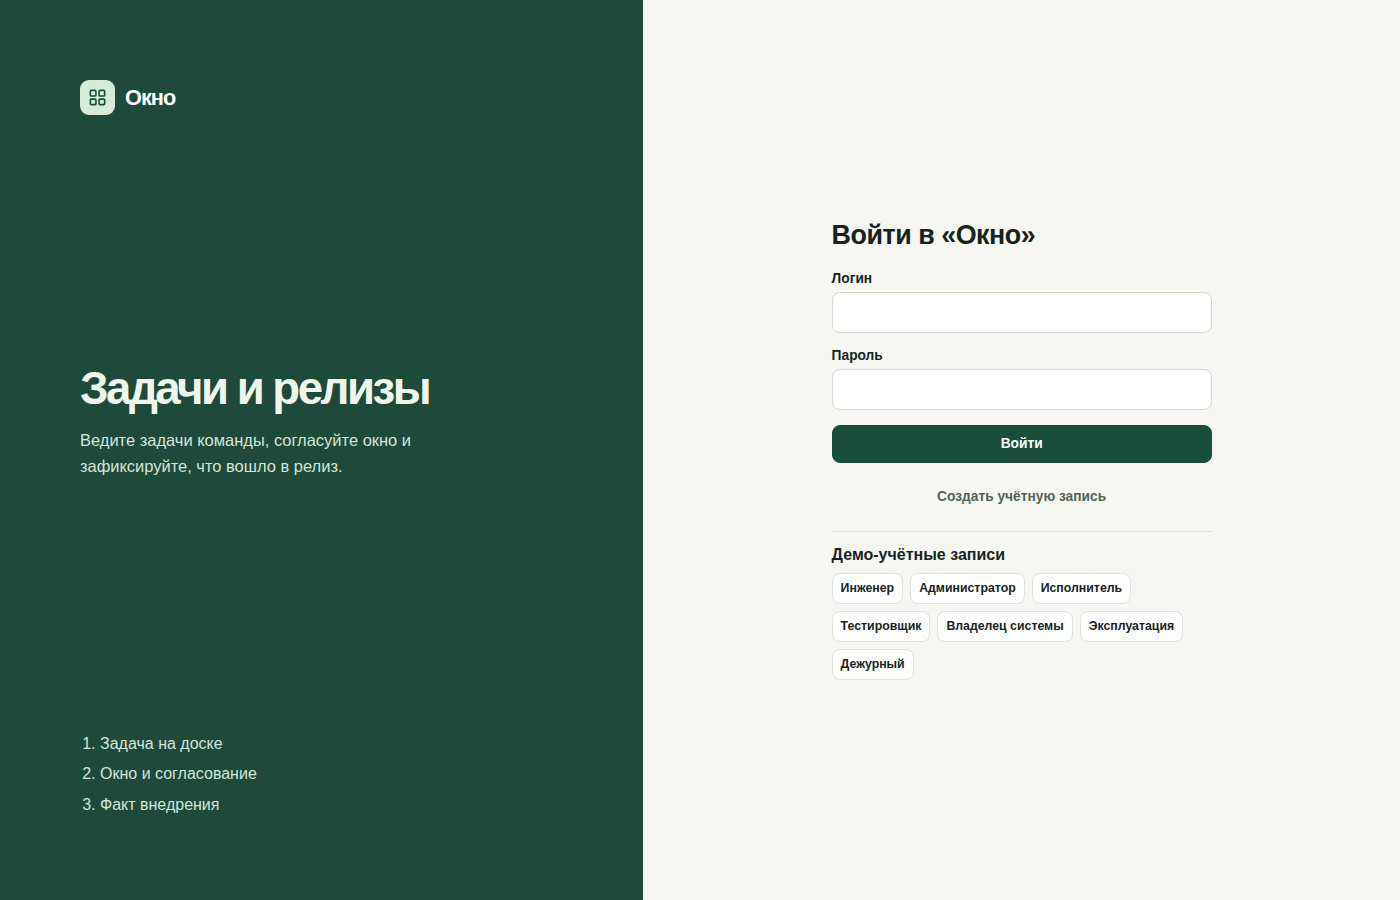 Окно
Задачи и релизы
Ведите задачи команды, согласуйте окно и
зафиксируйте, что вошло в релиз.
1. Задача на доске
2. Окно и согласование
3. Факт внедрения
Войти в «Окно»
Логин
Пароль
Войти
Создать учётную запись
Демо-учётные записи
Инженер Администратор Исполнитель
Тестировщик Владелец системы Эксплуатация
Дежурный